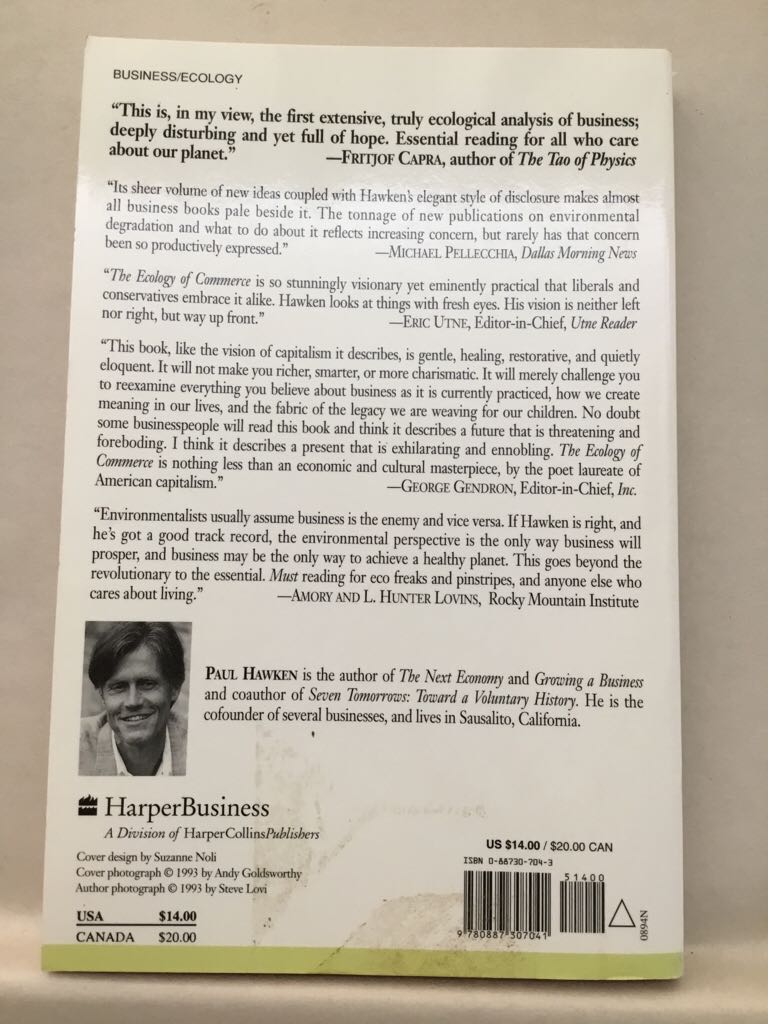 BUSINESS/ECOLOGY
“This is, in my view, the first extensive, truly ecological analysis of business;
deeply disturbing and yet full of hope. Essential reading for all who care
about our planet.” —FRITJOF CAPRA, author of The Tao of Physics
“Its sheer volume of new ideas coupled with Hawken’s elegant style of disclosure makes almost
all business books pale beside it. The tonnage of new publications on environmental
degradation and what to do about it reflects increasing concern, but rarely has that concern
been so productively expressed.” —MICHAEL PELLECCHIA, Dallas Morning News
“The Ecology of Commerce is so stunningly visionary yet eminently practical that liberals and
conservatives embrace it alike. Hawken looks at things with fresh eyes. His vision is neither left
nor right, but way up front.” —ERIC UTNE, Editor-in-Chief, Utne Reader
“This book, like the vision of capitalism it describes, is gentle, healing, restorative, and quietly
eloquent. It will not make you richer, smarter, or more charismatic. It will merely challenge you
to reexamine everything you believe about business as it is currently practiced, how we create
meaning in our lives, and the fabric of the legacy we are weaving for our children. No doubt
some businesspeople will read this book and think it describes a future that is threatening and
foreboding. I think it describes a present that is exhilarating and ennobling. The Ecology of
Commerce is nothing less than an economic and cultural masterpiece, by the poet laureate of
American capitalism.” —GEORGE GENDRON, Editor-in-Chief, Inc.
“Environmentalists usually assume business is the enemy and vice versa. If Hawken is right, and
he’s got a good track record, the environmental perspective is the only way business will
prosper, and business may be the only way to achieve a healthy planet. This goes beyond the
revolutionary to the essential. Must reading for eco freaks and pinstripes, and anyone else who
cares about living.” —AMORY AND L. HUNTER LOVINS, Rocky Mountain Institute
PAUL HAWKEN is the author of The Next Economy and Growing a Business
and coauthor of Seven Tomorrows: Toward a Voluntary History. He is the
cofounder of several businesses, and lives in Sausalito, California.
HarperBusiness
A Division of HarperCollinsPublishers
Cover design by Suzanne Noli
Cover photograph © 1993 by Andy Goldsworthy
Author photograph © 1993 by Steve Lovi
USA $14.00
CANADA $20.00
US $14.00 / $20.00 CAN
ISBN 0-88730-704-3
51400
9 780887 307041
0894N